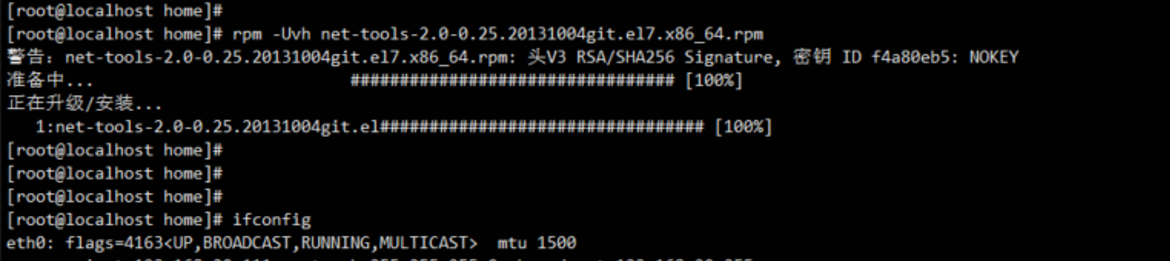 [root@localhost home]#
[root@localhost home]# rpm -Uvh net-tools-2.0-0.25.20131004git.el7.x86_64.rpm
警告：net-tools-2.0-0.25.20131004git.el7.x86_64.rpm: 头V3 RSA/SHA256 Signature, 密钥 ID f4a80eb5: NOKEY
准备中...                          ################################# [100%]
正在升级/安装...
   1:net-tools-2.0-0.25.20131004git.el################################# [100%]
[root@localhost home]#
[root@localhost home]#
[root@localhost home]#
[root@localhost home]# ifconfig
eth0: flags=4163<UP,BROADCAST,RUNNING,MULTICAST>  mtu 1500